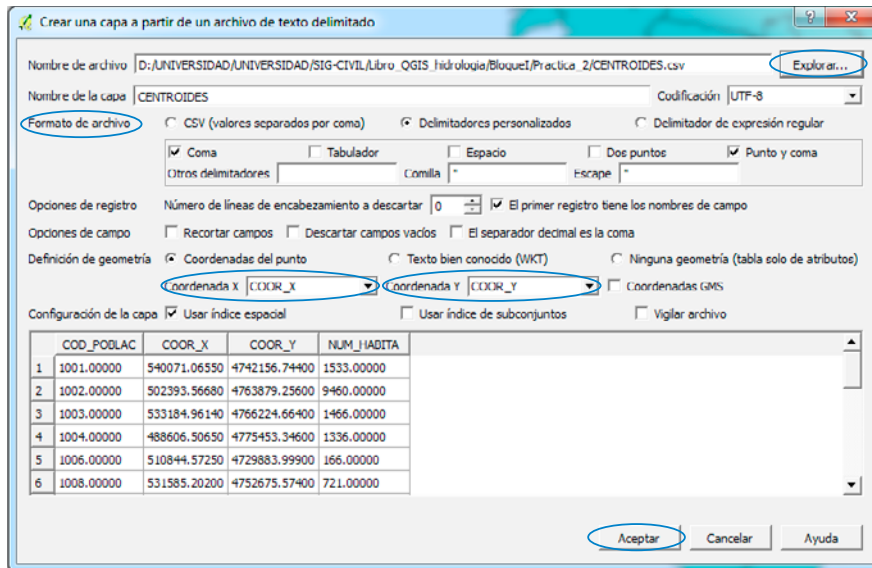 Crear una capa a partir de un archivo de texto delimitado
Nombre de archivo D:/UNIVERSIDAD/UNIVERSIDAD/SIG-CIVIL/Libro_QGIS_hidrologia/BloqueI/Practica_2/CENTROIDES.csv Explorar...
Nombre de la capa CENTROIDES Codificación UTF-8
Formato de archivo CSV (valores separados por coma) Delimitadores personalizados Delimitador de expresión regular
Coma Tabulador Espacio Dos puntos Punto y coma
Otros delimitadores Comilla " Escape "
Opciones de registro Número de líneas de encabezamiento a descartar 0 El primer registro tiene los nombres de campo
Opciones de campo Recortar campos Descartar campos vacíos El separador decimal es la coma
Definición de geometría Coordenadas del punto Texto bien conocido (WKT) Ninguna geometría (tabla solo de atributos)
Coordenada X COOR_X Coordenada Y COOR_Y Coordenadas GMS
Configuración de la capa Usar índice espacial Usar índice de subconjuntos Vigilar archivo
COD_POBLAC COOR_X COOR_Y NUM_HABITA
1 1001.00000 540071.06550 4742156.74400 1533.00000
2 1002.00000 502393.56680 4763879.25600 9460.00000
3 1003.00000 533184.96140 4766224.66400 1466.00000
4 1004.00000 488606.50650 4775453.34600 1336.00000
5 1006.00000 510844.57250 4729883.99900 166.00000
6 1008.00000 531585.20200 4752675.57400 721.00000
Aceptar Cancelar Ayuda